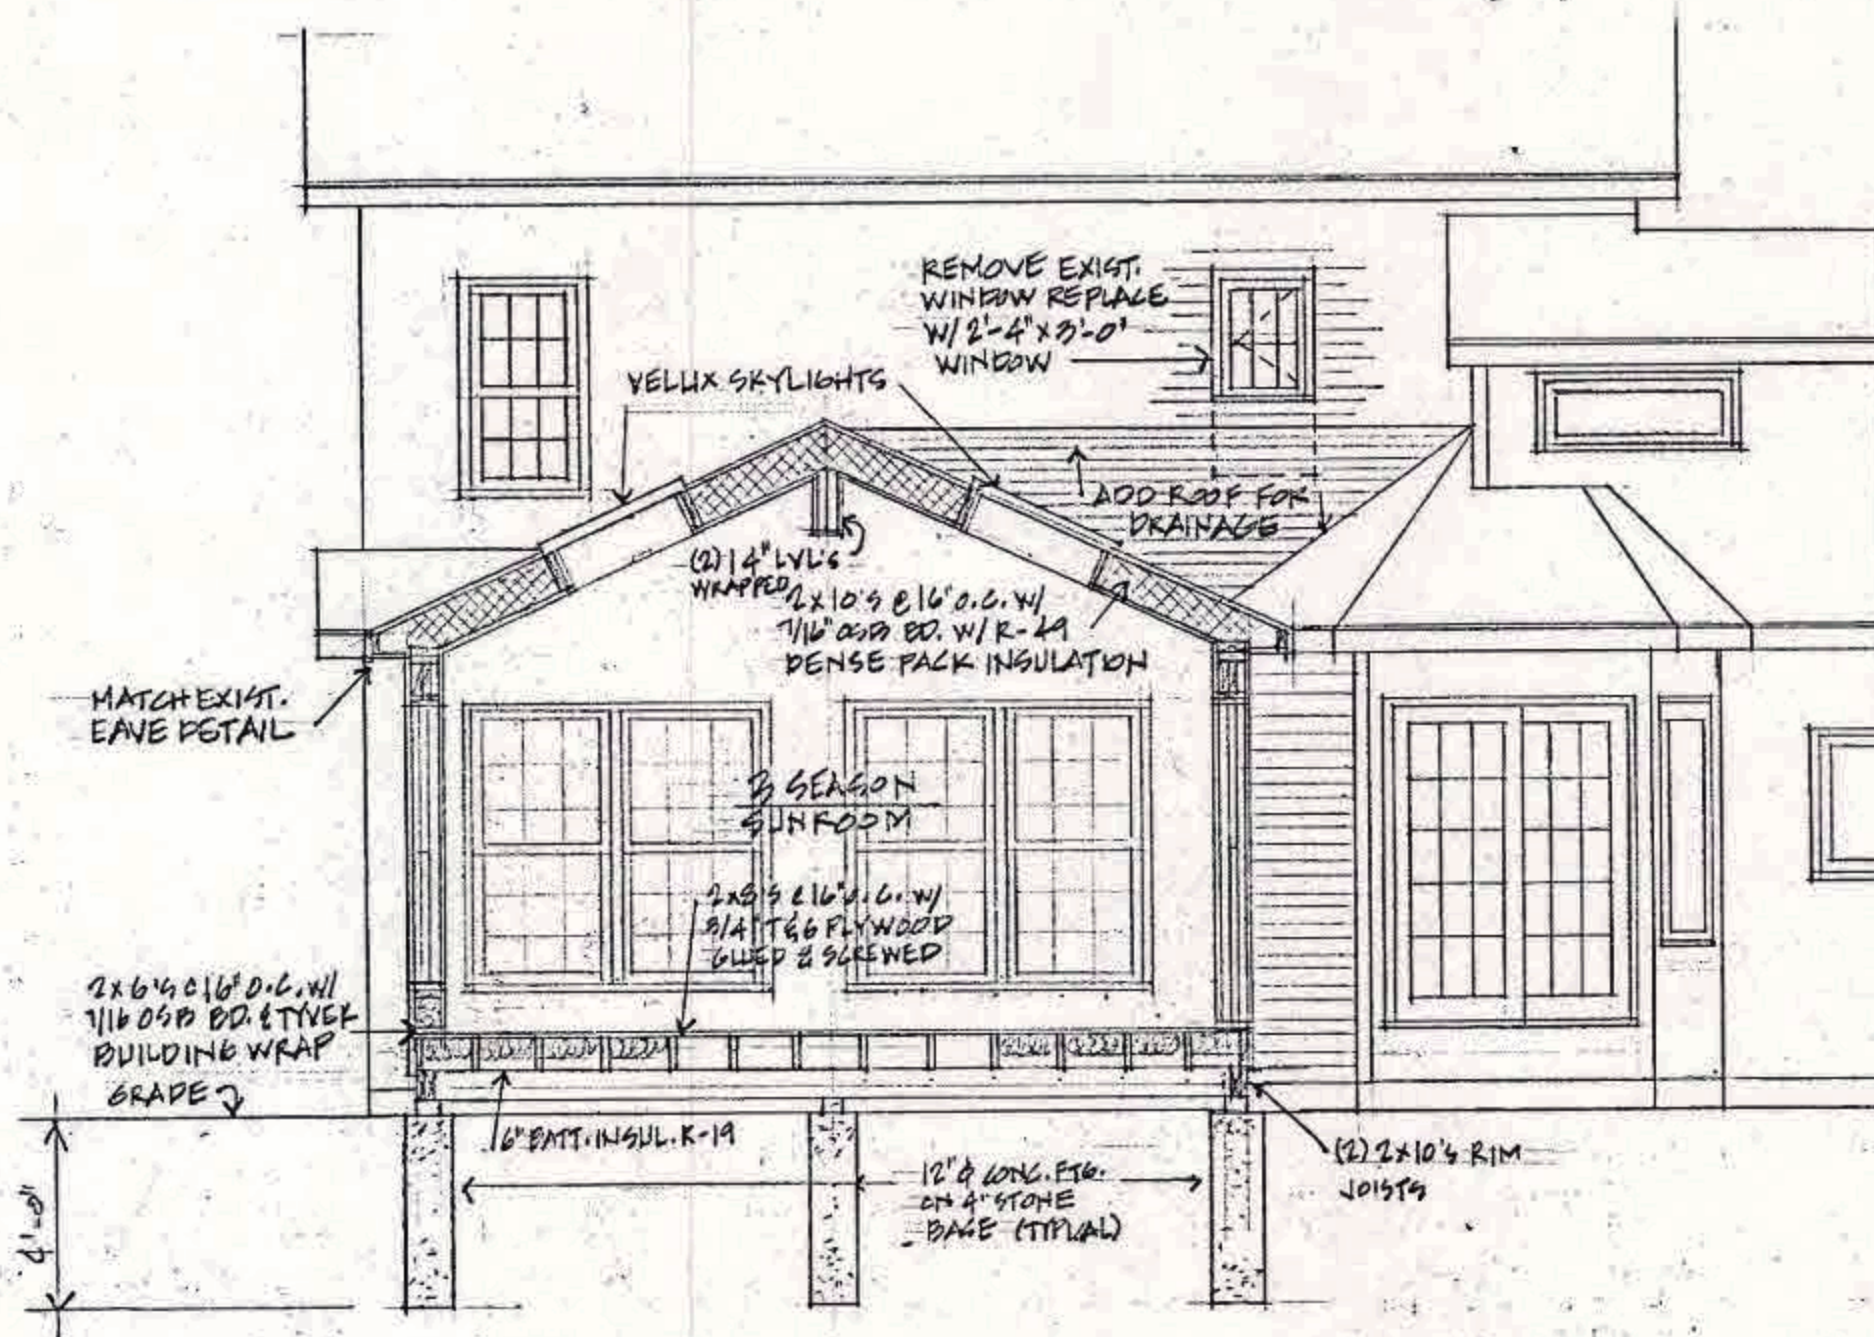 REMOVE EXIST.
WINDOW REPLACE
W/ 2'-4" X 3'-0"
WINDOW
VELUX SKYLIGHTS
ADD ROOF FOR
DRAINAGE
(2) 14" LVL'S
WRAPPED
2X10'S @ 16" O.C. W/
7/16" OSB BD. W/ R-49
DENSE PACK INSULATION
MATCH EXIST.
EAVE DETAIL
3 SEASON
SUNROOM
2X8'S @ 16" O.C. W/
3/4" T&G PLYWOOD
GLUED & SCREWED
2X6'S @ 16" O.C. W/
7/16 OSB BD. & TYVEK
BUILDING WRAP
GRADE
6" BATT. INSUL. R-19
12" Ø CONC. FTG.
ON 4" STONE
BASE (TYPICAL)
(2) 2X10'S RIM
JOISTS
4'-0"